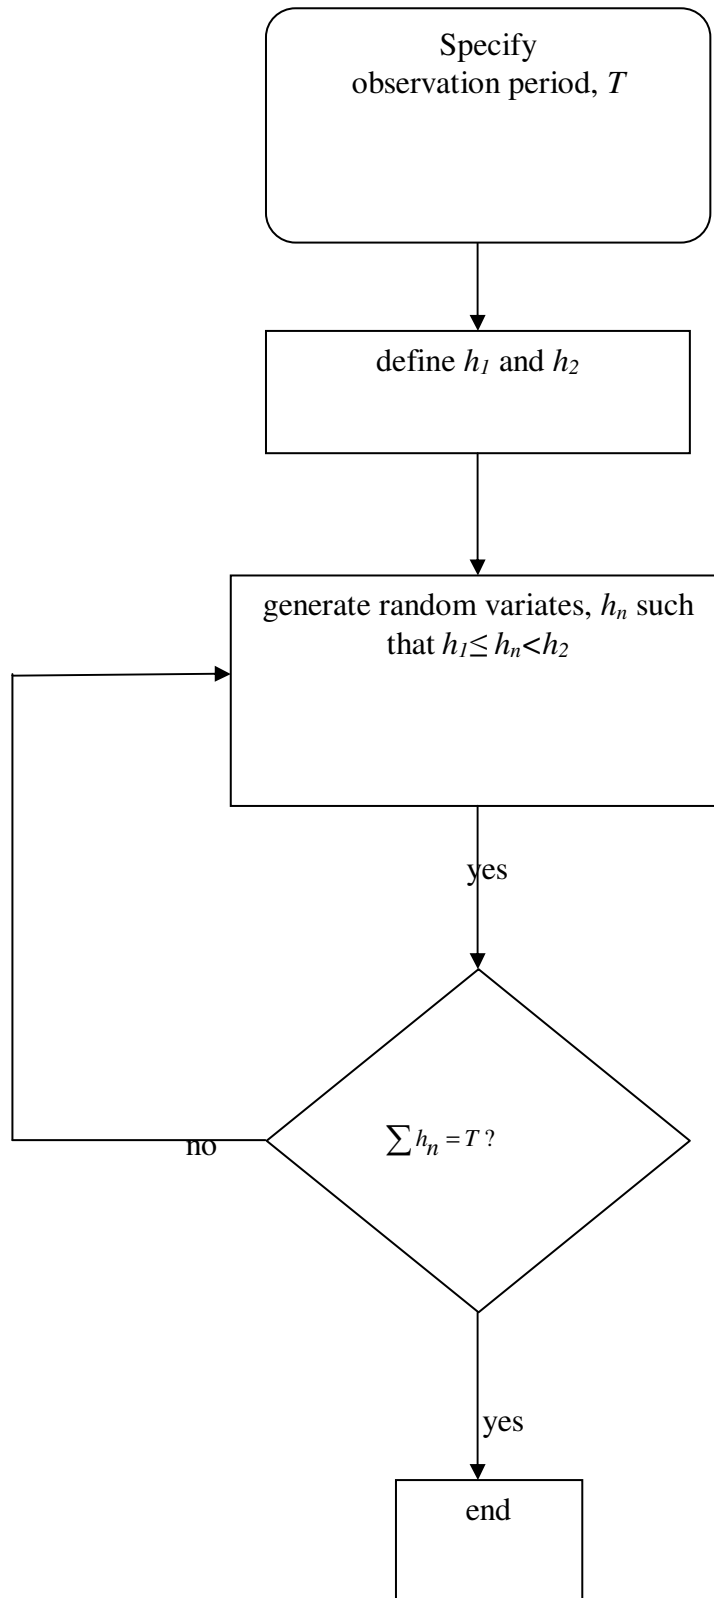 Specify
observation period, T
define h₁ and h₂
generate random variates, hₙ such
that h₁≤ hₙ<h₂
yes
∑ hₙ = T ?
no
yes
end